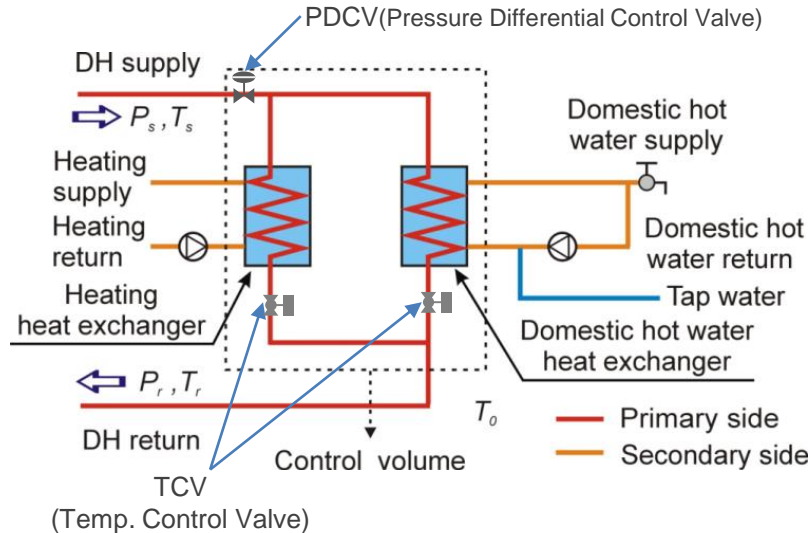 PDCV(Pressure Differential Control Valve)
DH supply
Pₛ ,Tₛ
Domestic hot
water supply
Heating
supply
Heating
return
Domestic hot
water return
Heating
heat exchanger
Tap water
Domestic hot water
heat exchanger
Pᵣ ,Tᵣ
T₀
DH return
Control volume
Primary side
Secondary side
TCV
(Temp. Control Valve)